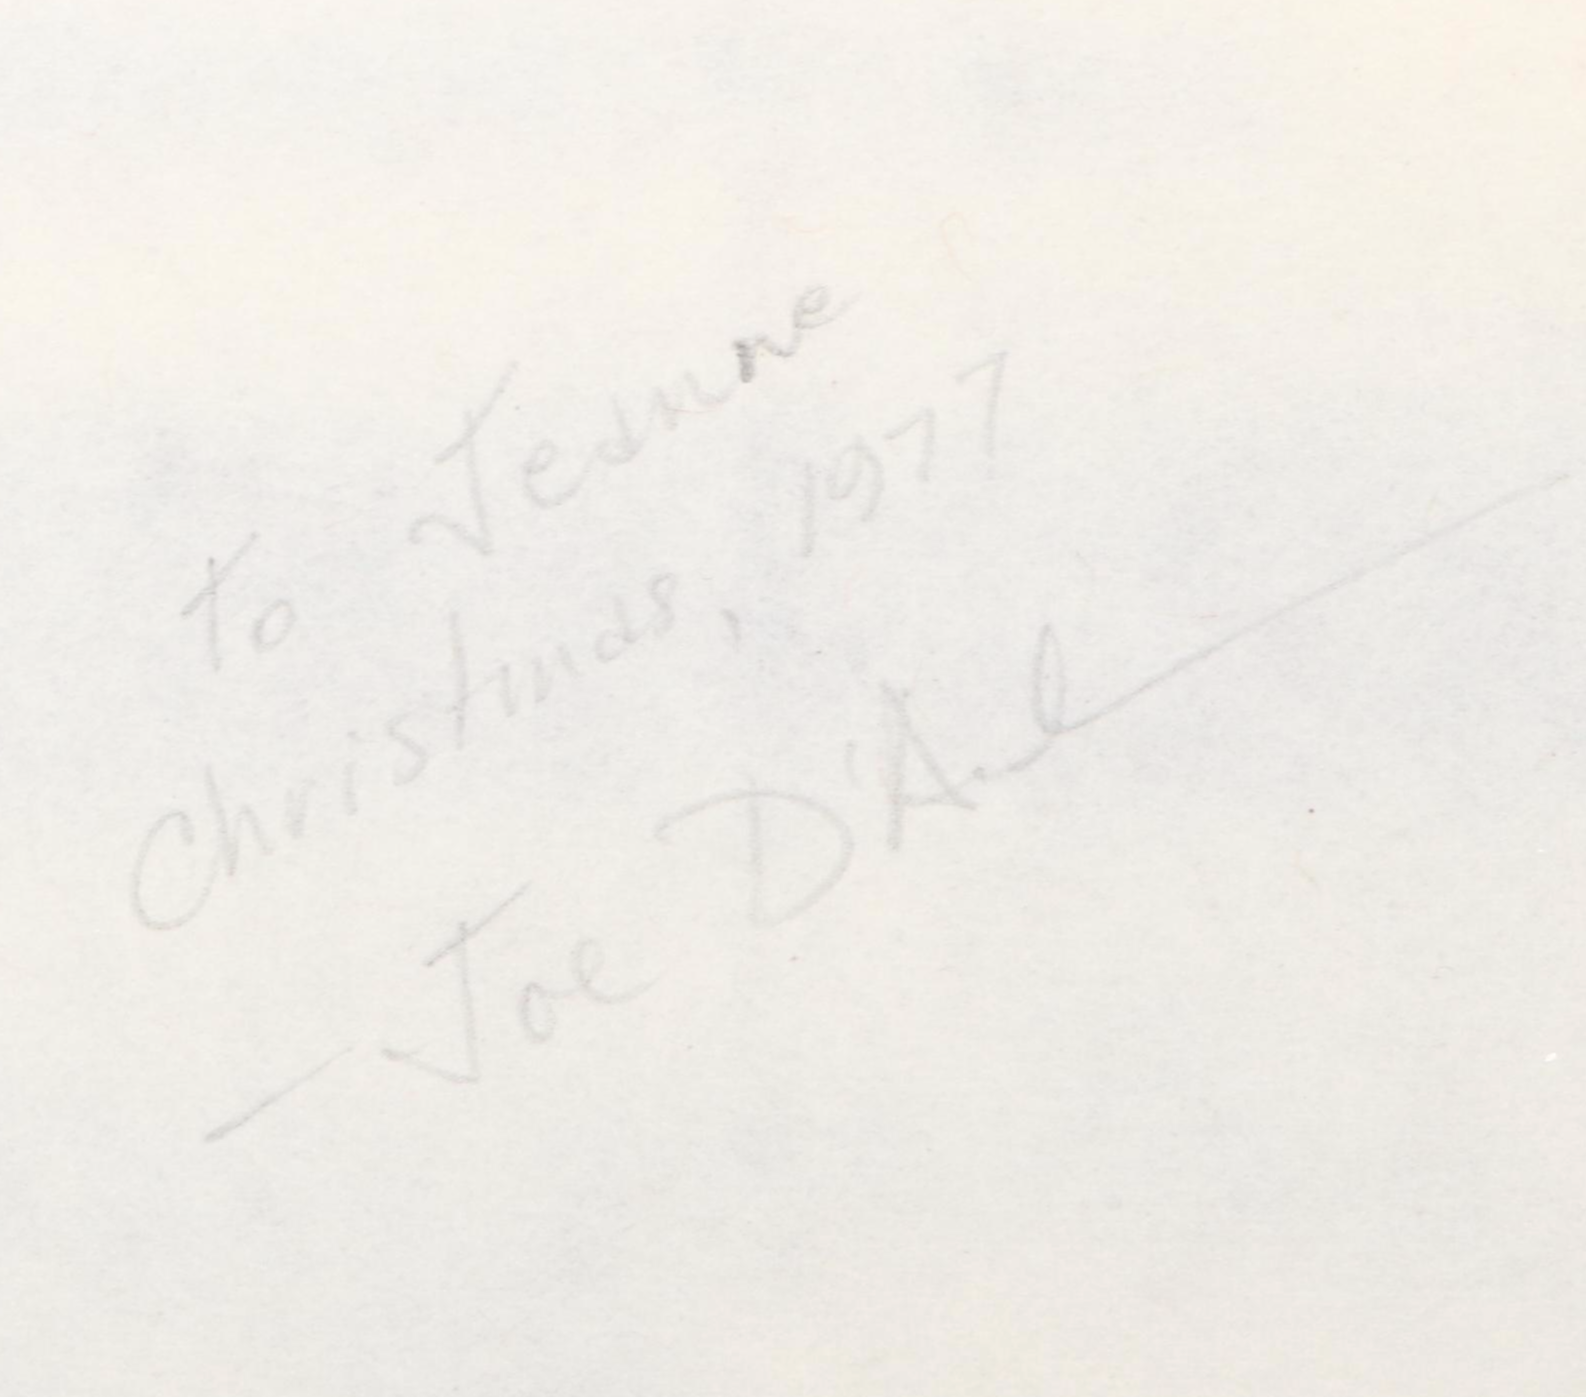 To Jeanne
Christmas, 1977
— Joe